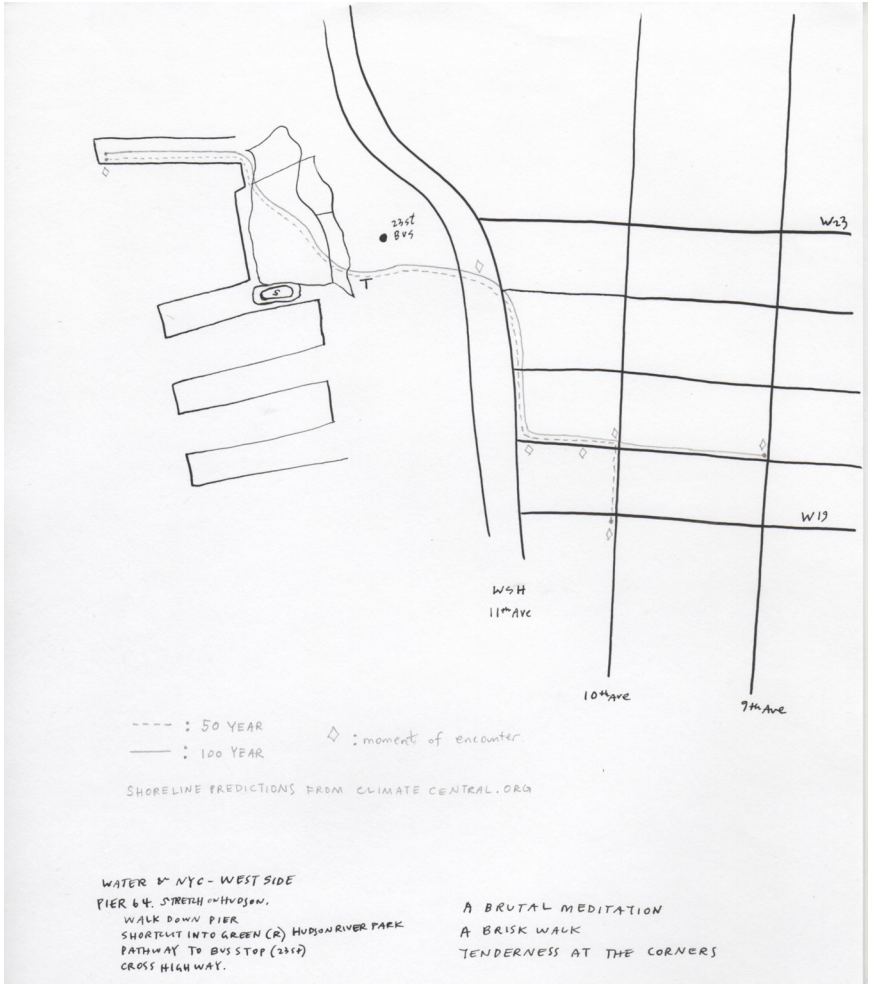 23st
BUS
W23
T
S
W19
WSH
11th Ave
10th Ave
9th Ave
---- : 50 YEAR
—— : 100 YEAR
◇ : moment of encounter
SHORELINE PREDICTIONS FROM CLIMATE CENTRAL.ORG
WATER & NYC - WEST SIDE
PIER 64. STRETCH ON HUDSON.
WALK DOWN PIER
SHORTCUT INTO GREEN (R) HUDSON RIVER PARK
PATHWAY TO BUS STOP (23st)
CROSS HIGHWAY.
A BRUTAL MEDITATION
A BRISK WALK
TENDERNESS AT THE CORNERS